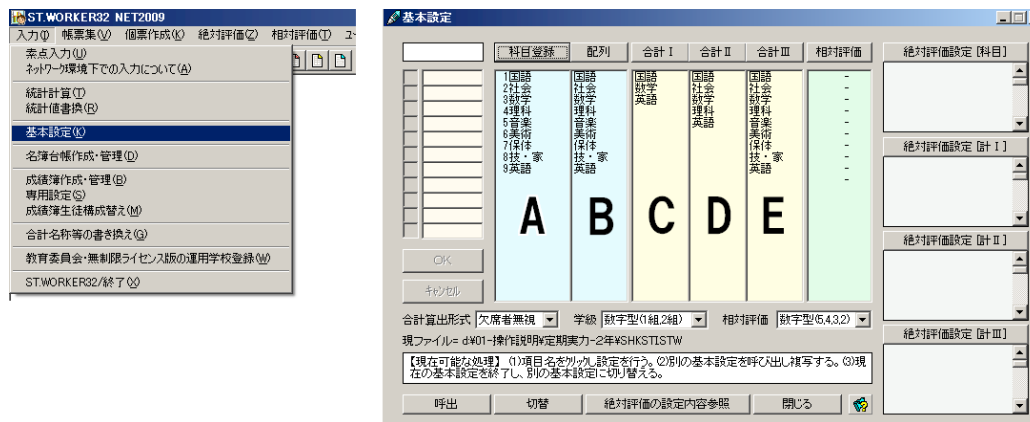 ST.WORKER32 NET2009
入力(I) 帳票集(V) 個票作成(K) 絶対評価(Z) 相対評価(T) ユー
素点入力(U)
ネットワーク環境下での入力について(A)
統計計算(T)
統計値書換(R)
基本設定(K)
名簿台帳作成・管理(D)
成績簿作成・管理(B)
専用設定(S)
成績簿生徒構成替え(M)
合計名称等の書き換え(G)
教育委員会・無制限ライセンス版の運用学校登録(W)
ST.WORKER32/終了(X)
基本設定
科目登録 配列 合計Ⅰ 合計Ⅱ 合計Ⅲ 相対評価
1国語 国語 国語 国語 国語 -
2社会 社会 数学 社会 社会 -
3数学 数学 英語 数学 数学 -
4理科 理科 理科 理科 -
5音楽 音楽 英語 音楽 -
6美術 美術 美術 -
7保体 保体 保体 -
8技・家 技・家 技・家 -
9英語 英語 英語 -
A B C D E
OK
キャンセル
合計算出形式 欠席者無視 学級 数字型(1組,2組) 相対評価 数字型(5,4,3,2)
現ファイル= d¥01-操作説明¥定期実力-2年¥SHKSTISTW
【現在可能な処理】 (1)項目名をクリックし設定を行う。(2)別の基本設定を呼び出し複写する。(3)現
在の基本設定を終了し、別の基本設定に切り替える。
呼出 切替 絶対評価の設定内容参照 閉じる
絶対評価設定 [科目]
絶対評価設定 [計Ⅰ]
絶対評価設定 [計Ⅱ]
絶対評価設定 [計Ⅲ]